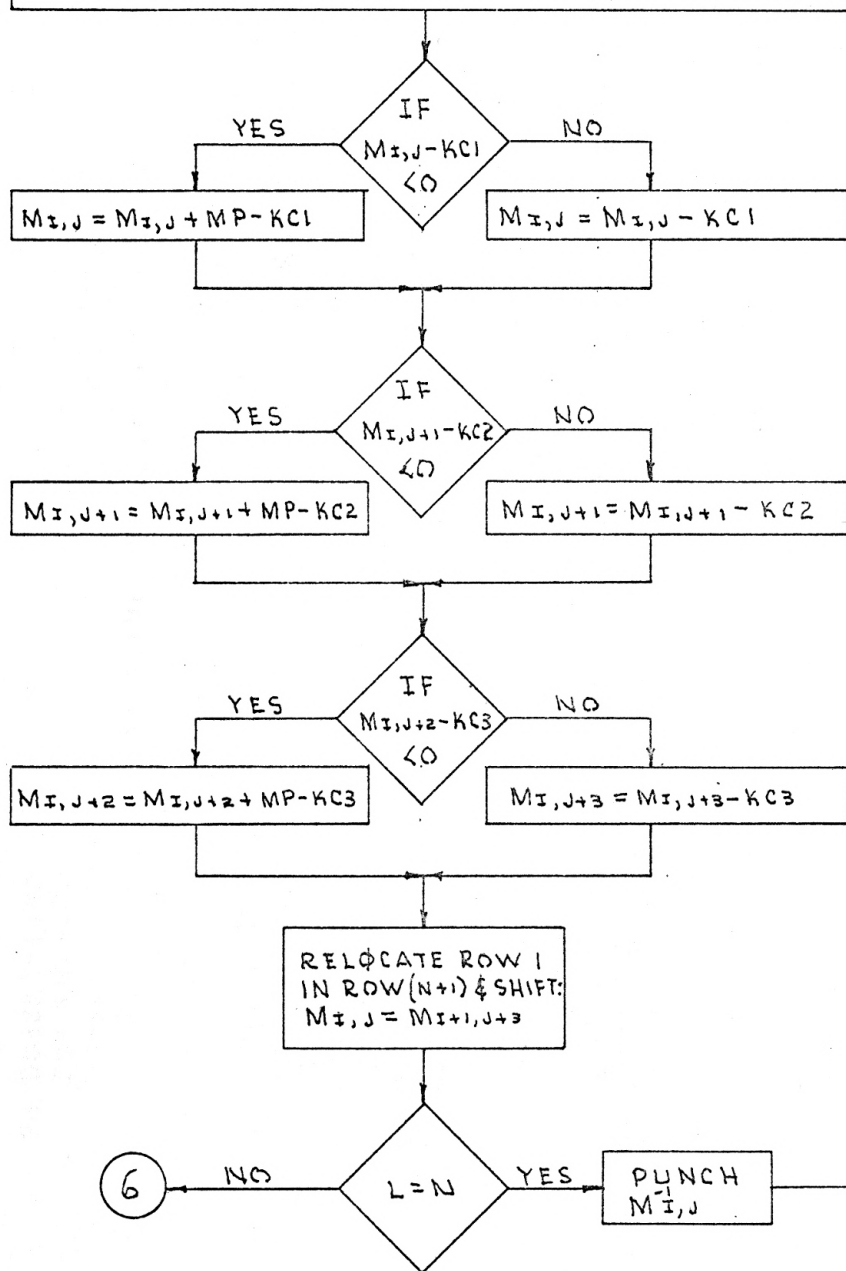 IF
YES
NO
MI,J-KC1
<0
MI,J = MI,J + MP-KC1
MI,J = MI,J - KC1
IF
YES
NO
MI,J+1-KC2
<0
MI,J+1 = MI,J+1 + MP-KC2
MI,J+1 = MI,J+1 - KC2
IF
YES
NO
MI,J+2-KC3
<0
MI,J+2 = MI,J+2 + MP-KC3
MI,J+3 = MI,J+3-KC3
RELØCATE ROW 1
IN ROW(N+1) & SHIFT:
MI,J = MI+1,J+3
6
NO
L=N
YES
PUNCH
M⁻¹I,J